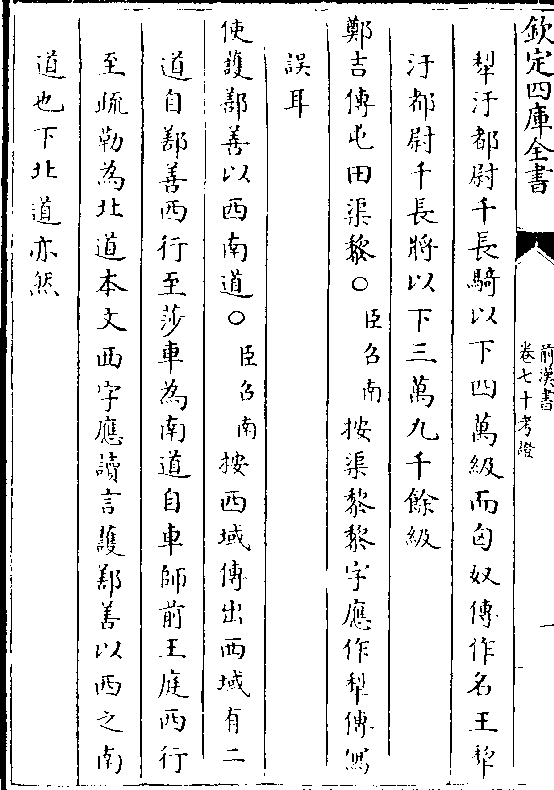 欽定四庫全書
前漢書
卷七十考證
一
犁汙都尉千長騎以下四萬級而匈奴傳作名王犂
汙都尉千長將以下三萬九千餘級
鄭吉傳屯田渠黎○臣召南按渠黎黎字應作犂傳寫
誤耳
使護鄯善以西南道○臣召南按西域傳出西域有二
道自鄯善西行至莎車為南道自車師前王庭西行
至疏勒為北道本文西字應讀言護鄯善以西之南
道也下北道亦然